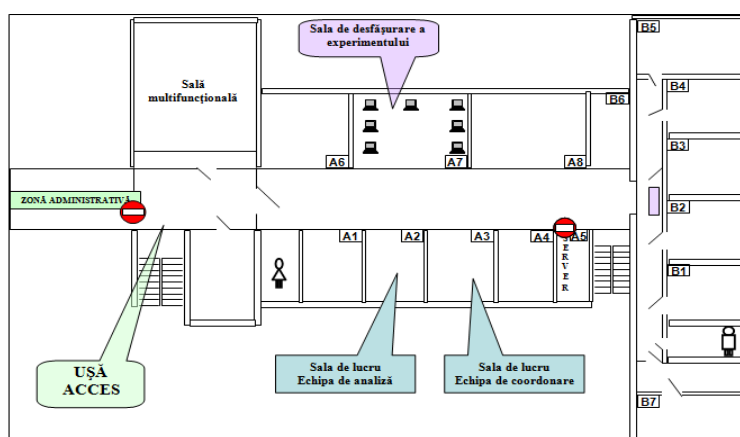 Sala de desfăşurare a
experimentului
B5
Sală
multifuncţională
B4
B6
B3
A6
A7
A8
ZONĂ ADMINISTRATIVĂ
B2
A1
A2
A3
A4
A5
SERVER
B1
Sala de lucru
Echipa de analiză
Sala de lucru
Echipa de coordonare
UŞĂ
ACCES
B7